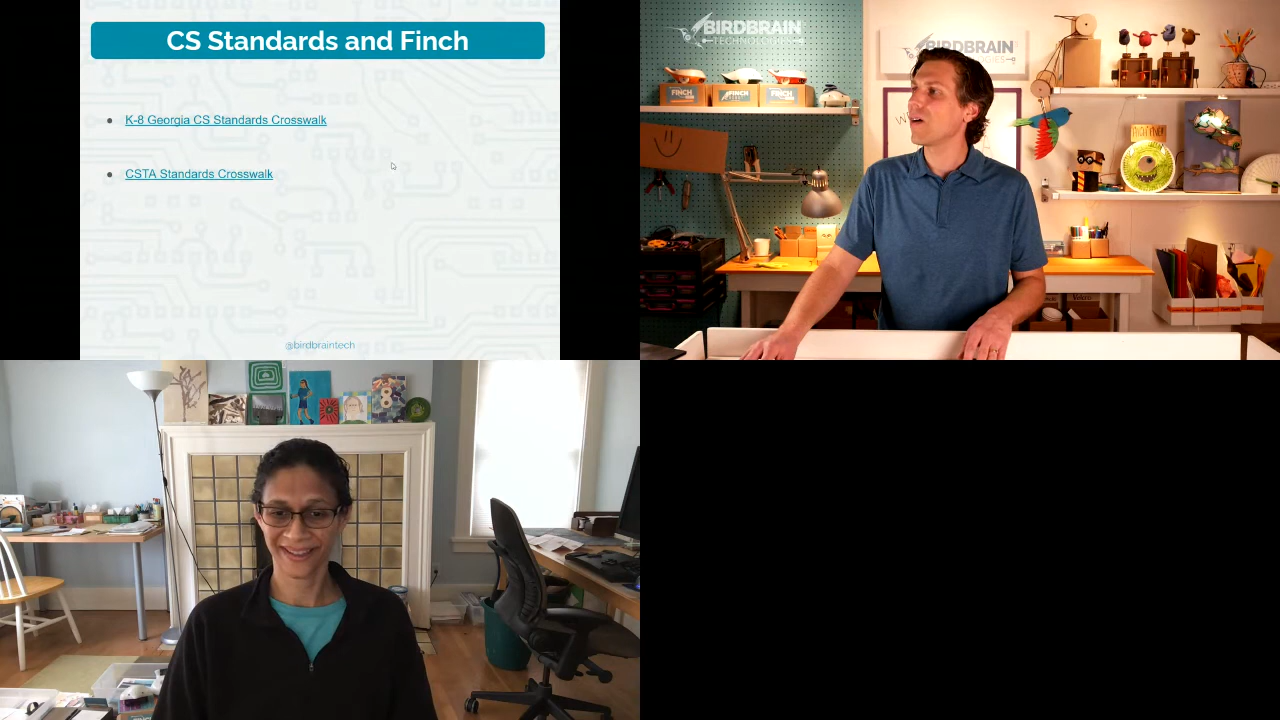 CS Standards and Finch
K-8 Georgia CS Standards Crosswalk
CSTA Standards Crosswalk
@birdbraintech
BIRDBRAIN
TECHNOLOGIES
BIRDBRAIN
FINCH
FINCH
FINCH